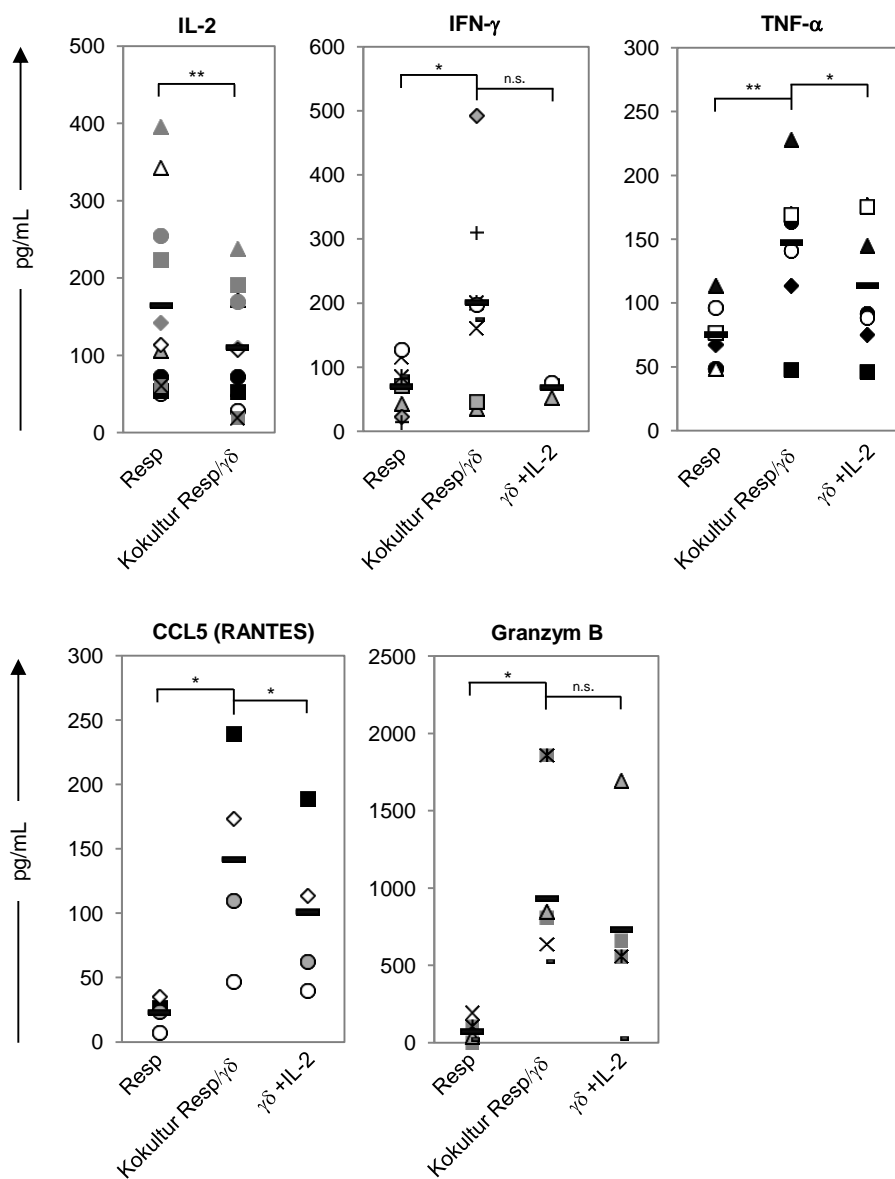 IL-2
IFN-γ
TNF-α
pg/mL
500
400
300
200
100
0
**
Resp
Kokultur Resp/γδ
600
500
400
300
200
100
0
*
n.s.
Resp
Kokultur Resp/γδ
γδ +IL-2
300
250
200
150
100
50
0
**
*
Resp
Kokultur Resp/γδ
γδ +IL-2
CCL5 (RANTES)
Granzym B
pg/mL
300
250
200
150
100
50
0
*
*
Resp
Kokultur Resp/γδ
γδ +IL-2
2500
2000
1500
1000
500
0
*
n.s.
Resp
Kokultur Resp/γδ
γδ +IL-2